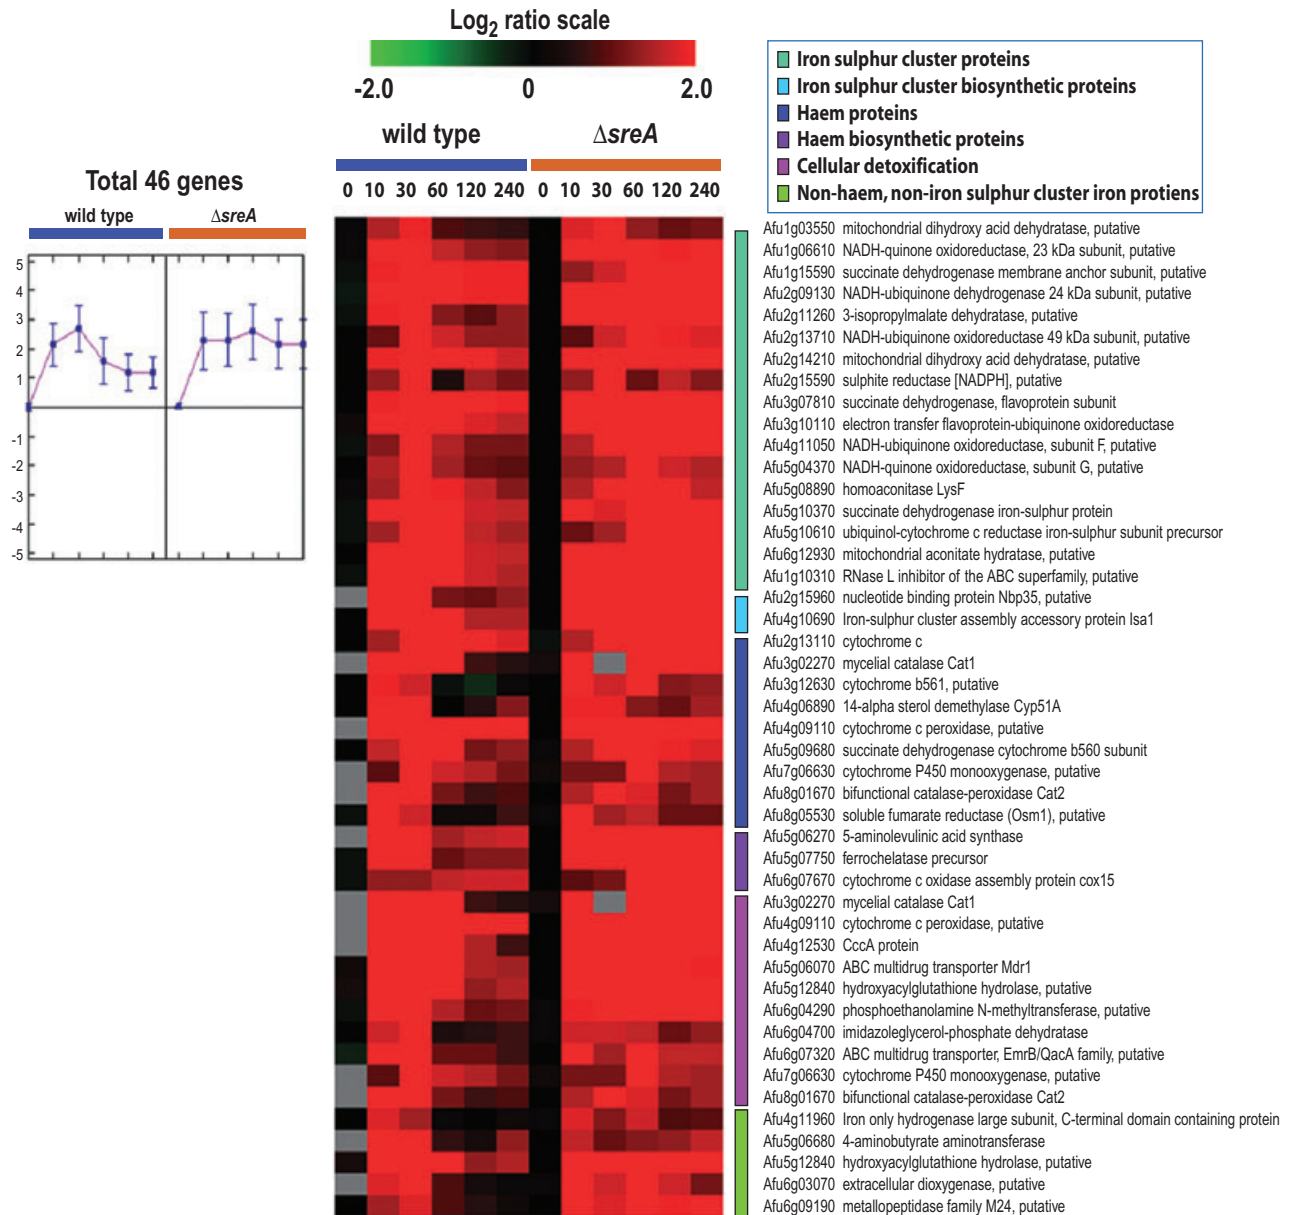 Log2 ratio scale
-2.0 0 2.0
wild type ΔsreA
0 10 30 60 120 240 0 10 30 60 120 240
Iron sulphur cluster proteins
Iron sulphur cluster biosynthetic proteins
Haem proteins
Haem biosynthetic proteins
Cellular detoxification
Non-haem, non-iron sulphur cluster iron protiens
Total 46 genes
wild type ΔsreA
5
4
3
2
1
-1
-2
-3
-4
-5
Afu1g03550 mitochondrial dihydroxy acid dehydratase, putative
Afu1g06610 NADH-quinone oxidoreductase, 23 kDa subunit, putative
Afu1g15590 succinate dehydrogenase membrane anchor subunit, putative
Afu2g09130 NADH-ubiquinone dehydrogenase 24 kDa subunit, putative
Afu2g11260 3-isopropylmalate dehydratase, putative
Afu2g13710 NADH-ubiquinone oxidoreductase 49 kDa subunit, putative
Afu2g14210 mitochondrial dihydroxy acid dehydratase, putative
Afu2g15590 sulphite reductase [NADPH], putative
Afu3g07810 succinate dehydrogenase, flavoprotein subunit
Afu3g10110 electron transfer flavoprotein-ubiquinone oxidoreductase
Afu4g11050 NADH-ubiquinone oxidoreductase, subunit F, putative
Afu5g04370 NADH-quinone oxidoreductase, subunit G, putative
Afu5g08890 homoaconitase LysF
Afu5g10370 succinate dehydrogenase iron-sulphur protein
Afu5g10610 ubiquinol-cytochrome c reductase iron-sulphur subunit precursor
Afu6g12930 mitochondrial aconitate hydratase, putative
Afu1g10310 RNase L inhibitor of the ABC superfamily, putative
Afu2g15960 nucleotide binding protein Nbp35, putative
Afu4g10690 Iron-sulphur cluster assembly accessory protein Isa1
Afu2g13110 cytochrome c
Afu3g02270 mycelial catalase Cat1
Afu3g12630 cytochrome b561, putative
Afu4g06890 14-alpha sterol demethylase Cyp51A
Afu4g09110 cytochrome c peroxidase, putative
Afu5g09680 succinate dehydrogenase cytochrome b560 subunit
Afu7g06630 cytochrome P450 monooxygenase, putative
Afu8g01670 bifunctional catalase-peroxidase Cat2
Afu8g05530 soluble fumarate reductase (Osm1), putative
Afu5g06270 5-aminolevulinic acid synthase
Afu5g07750 ferrochelatase precursor
Afu6g07670 cytochrome c oxidase assembly protein cox15
Afu3g02270 mycelial catalase Cat1
Afu4g09110 cytochrome c peroxidase, putative
Afu4g12530 CccA protein
Afu5g06070 ABC multidrug transporter Mdr1
Afu5g12840 hydroxyacylglutathione hydrolase, putative
Afu6g04290 phosphoethanolamine N-methyltransferase, putative
Afu6g04700 imidazoleglycerol-phosphate dehydratase
Afu6g07320 ABC multidrug transporter, EmrB/QacA family, putative
Afu7g06630 cytochrome P450 monooxygenase, putative
Afu8g01670 bifunctional catalase-peroxidase Cat2
Afu4g11960 Iron only hydrogenase large subunit, C-terminal domain containing protein
Afu5g06680 4-aminobutyrate aminotransferase
Afu5g12840 hydroxyacylglutathione hydrolase, putative
Afu6g03070 extracellular dioxygenase, putative
Afu6g09190 metallopeptidase family M24, putative